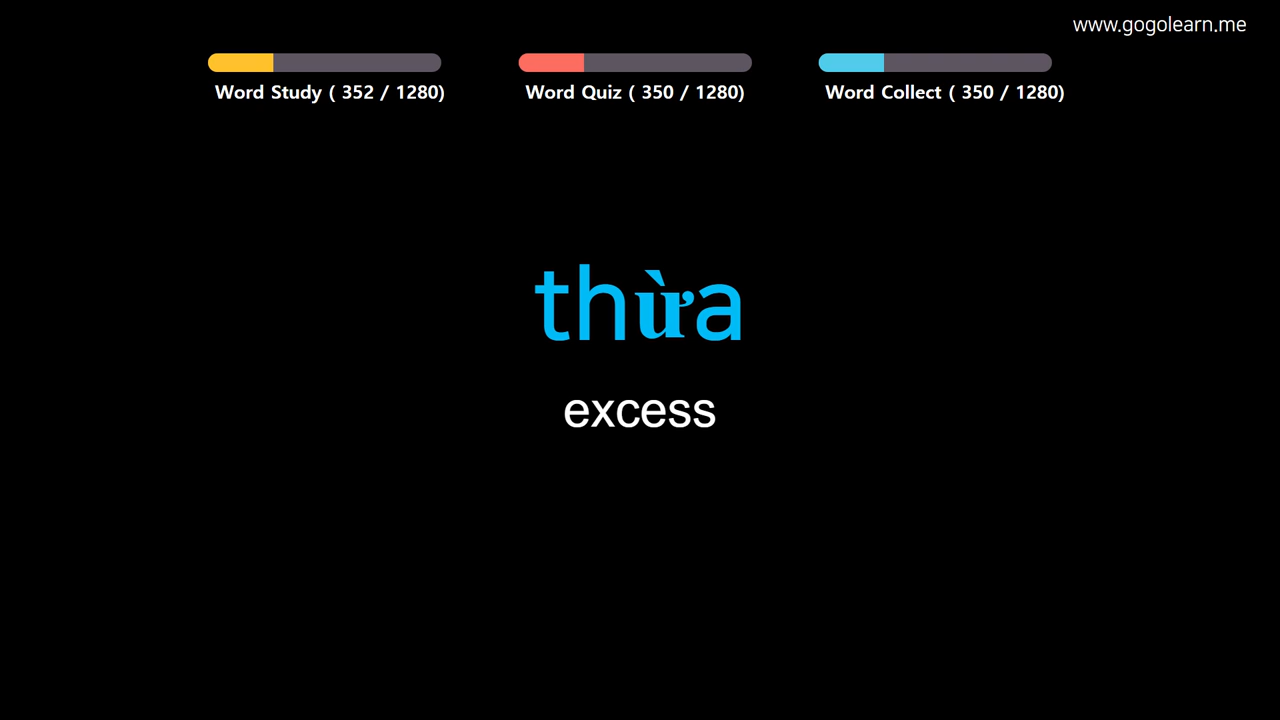 www.gogolearn.me
Word Study ( 352 / 1280)
Word Quiz ( 350 / 1280)
Word Collect ( 350 / 1280)
thừa
excess